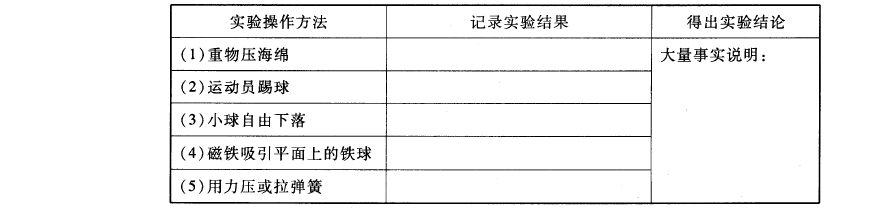 实验操作方法 记录实验结果 得出实验结论
(1)重物压海绵 大量事实说明：
(2)运动员踢球
(3)小球自由下落
(4)磁铁吸引平面上的铁球
(5)用力压或拉弹簧